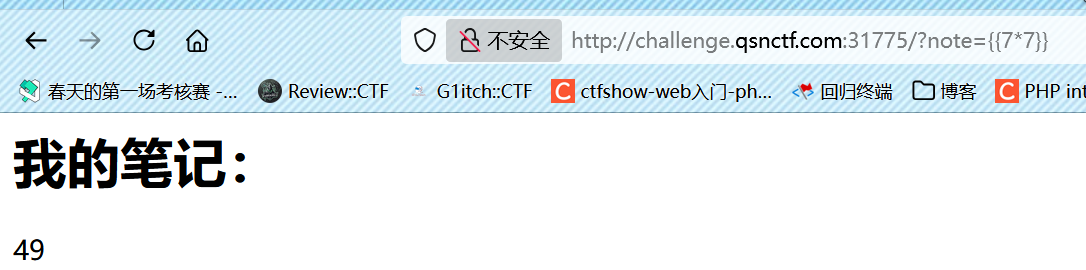 不安全 http://challenge.qsnctf.com:31775/?note={{7*7}}
春天的第一场考核赛 -... Review::CTF G1itch::CTF ctfshow-web入门-ph... 回归终端 博客 PHP int
我的笔记：
49